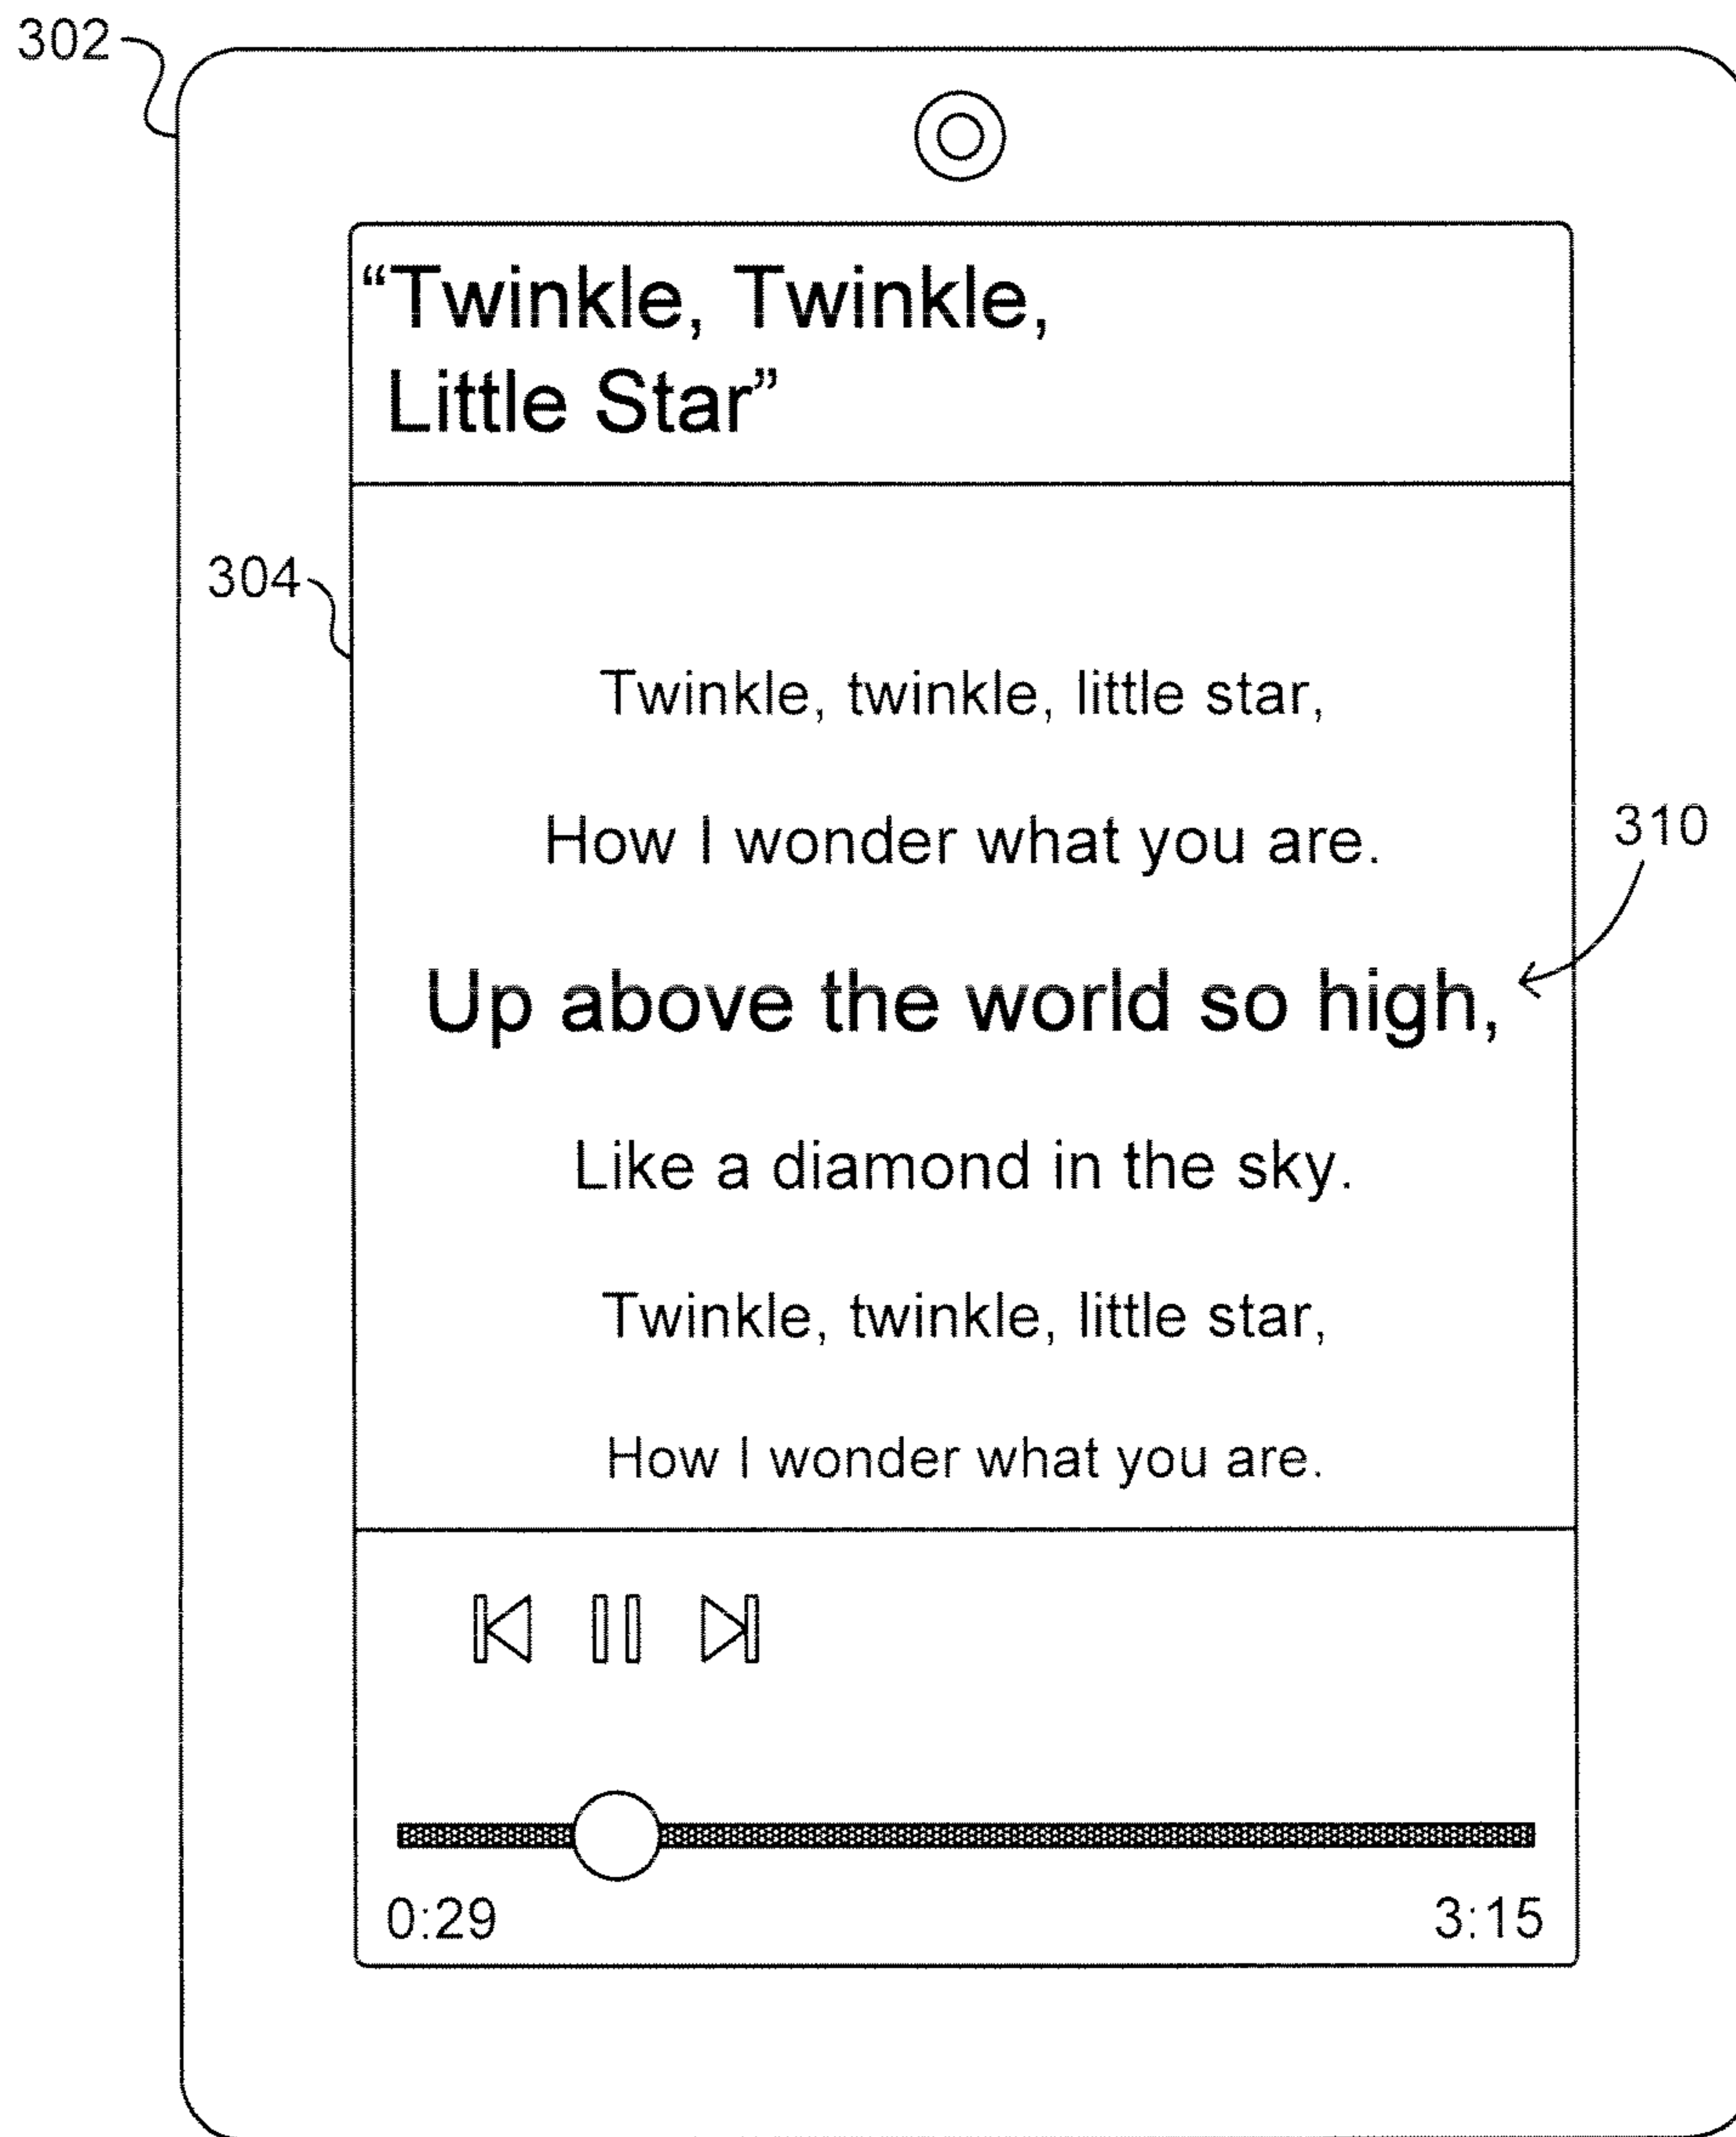 302
“Twinkle, Twinkle,
Little Star”
304
Twinkle, twinkle, little star,
How I wonder what you are.
310
Up above the world so high,
Like a diamond in the sky.
Twinkle, twinkle, little star,
How I wonder what you are.
0:29 3:15